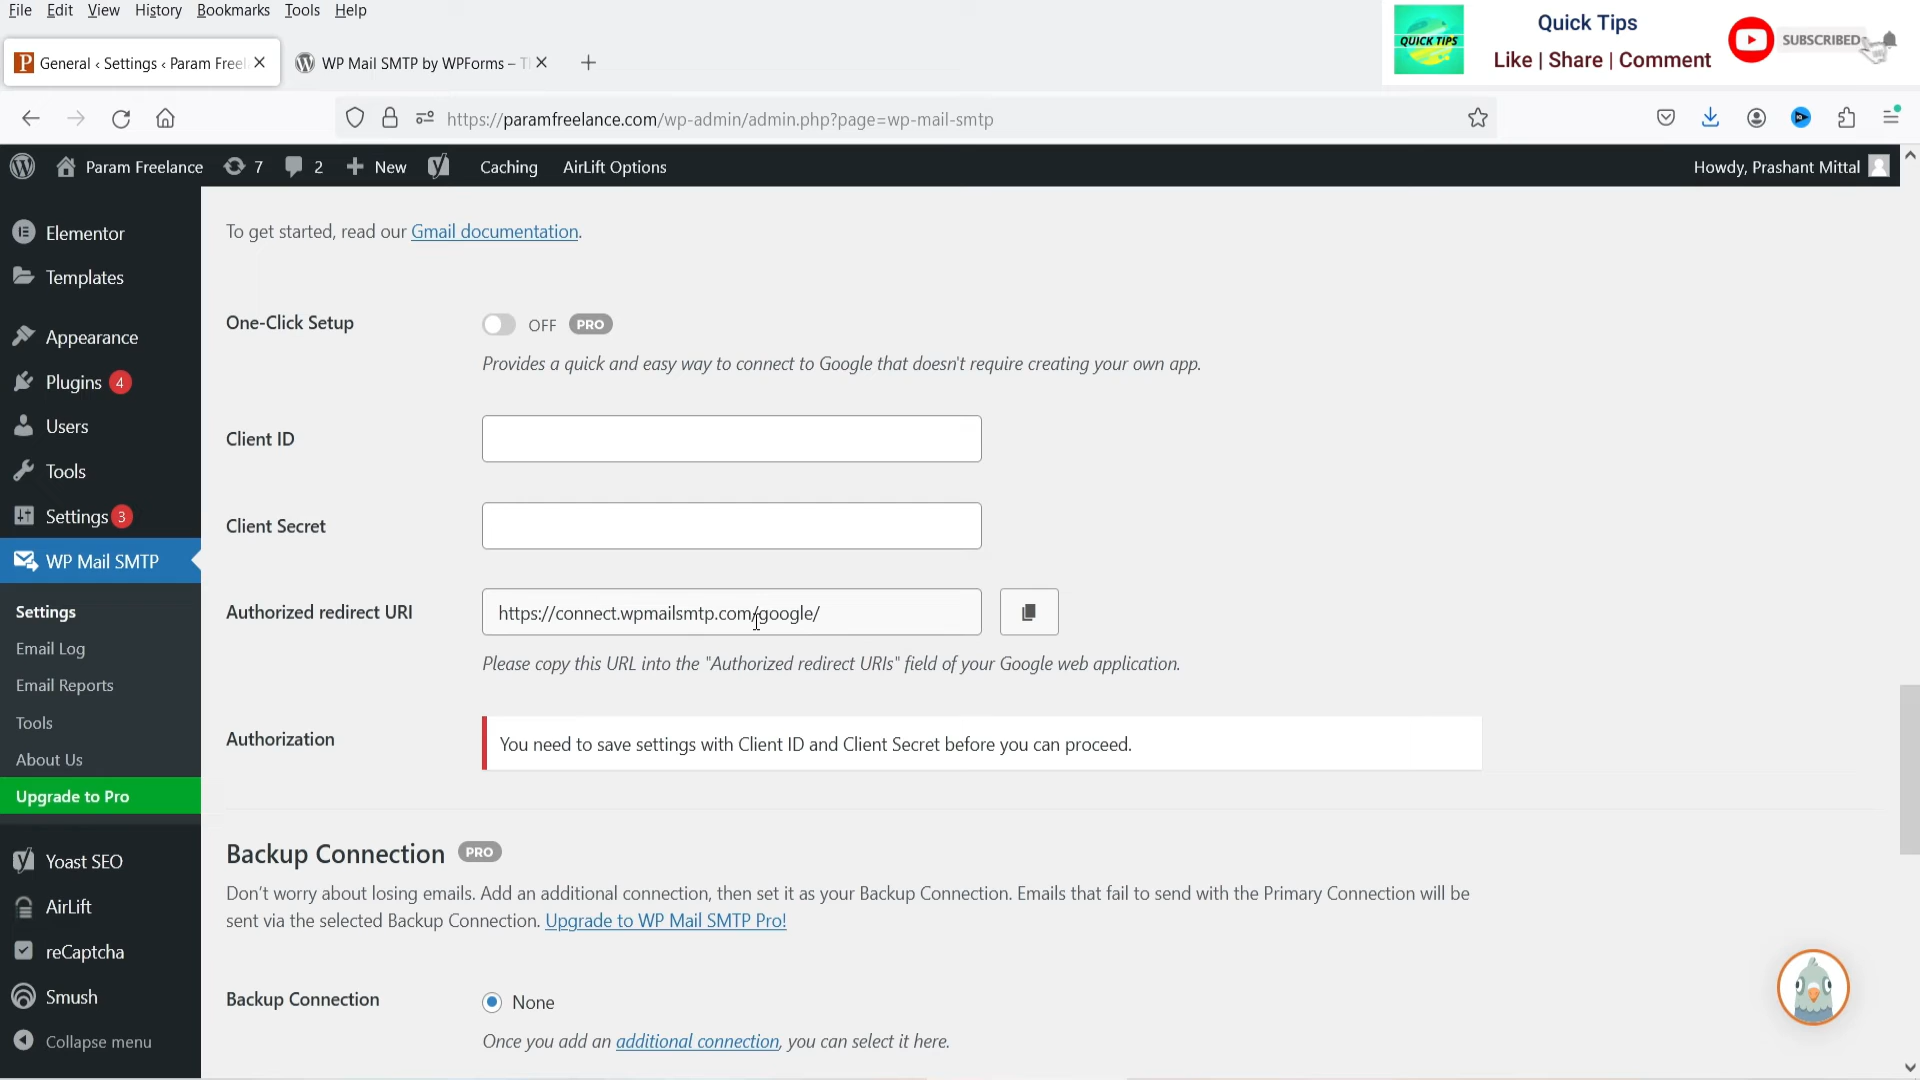 File Edit View History Bookmarks Tools Help
General ‹ Settings ‹ Param Freel
WP Mail SMTP by WPForms –
QUICK TIPS
Quick Tips
Like | Share | Comment
SUBSCRIBED
https://paramfreelance.com/wp-admin/admin.php?page=wp-mail-smtp
Param Freelance 7 2 New Caching AirLift Options
Howdy, Prashant Mittal
Elementor
Templates
Appearance
Plugins 4
Users
Tools
Settings 3
WP Mail SMTP
Settings
Email Log
Email Reports
Tools
About Us
Upgrade to Pro
Yoast SEO
AirLift
reCaptcha
Smush
Collapse menu
To get started, read our Gmail documentation.
One-Click Setup
OFF PRO
Provides a quick and easy way to connect to Google that doesn't require creating your own app.
Client ID
Client Secret
Authorized redirect URI
https://connect.wpmailsmtp.com/google/
Please copy this URL into the "Authorized redirect URIs" field of your Google web application.
Authorization
You need to save settings with Client ID and Client Secret before you can proceed.
Backup Connection PRO
Don’t worry about losing emails. Add an additional connection, then set it as your Backup Connection. Emails that fail to send with the Primary Connection will be
sent via the selected Backup Connection. Upgrade to WP Mail SMTP Pro!
Backup Connection
None
Once you add an additional connection, you can select it here.